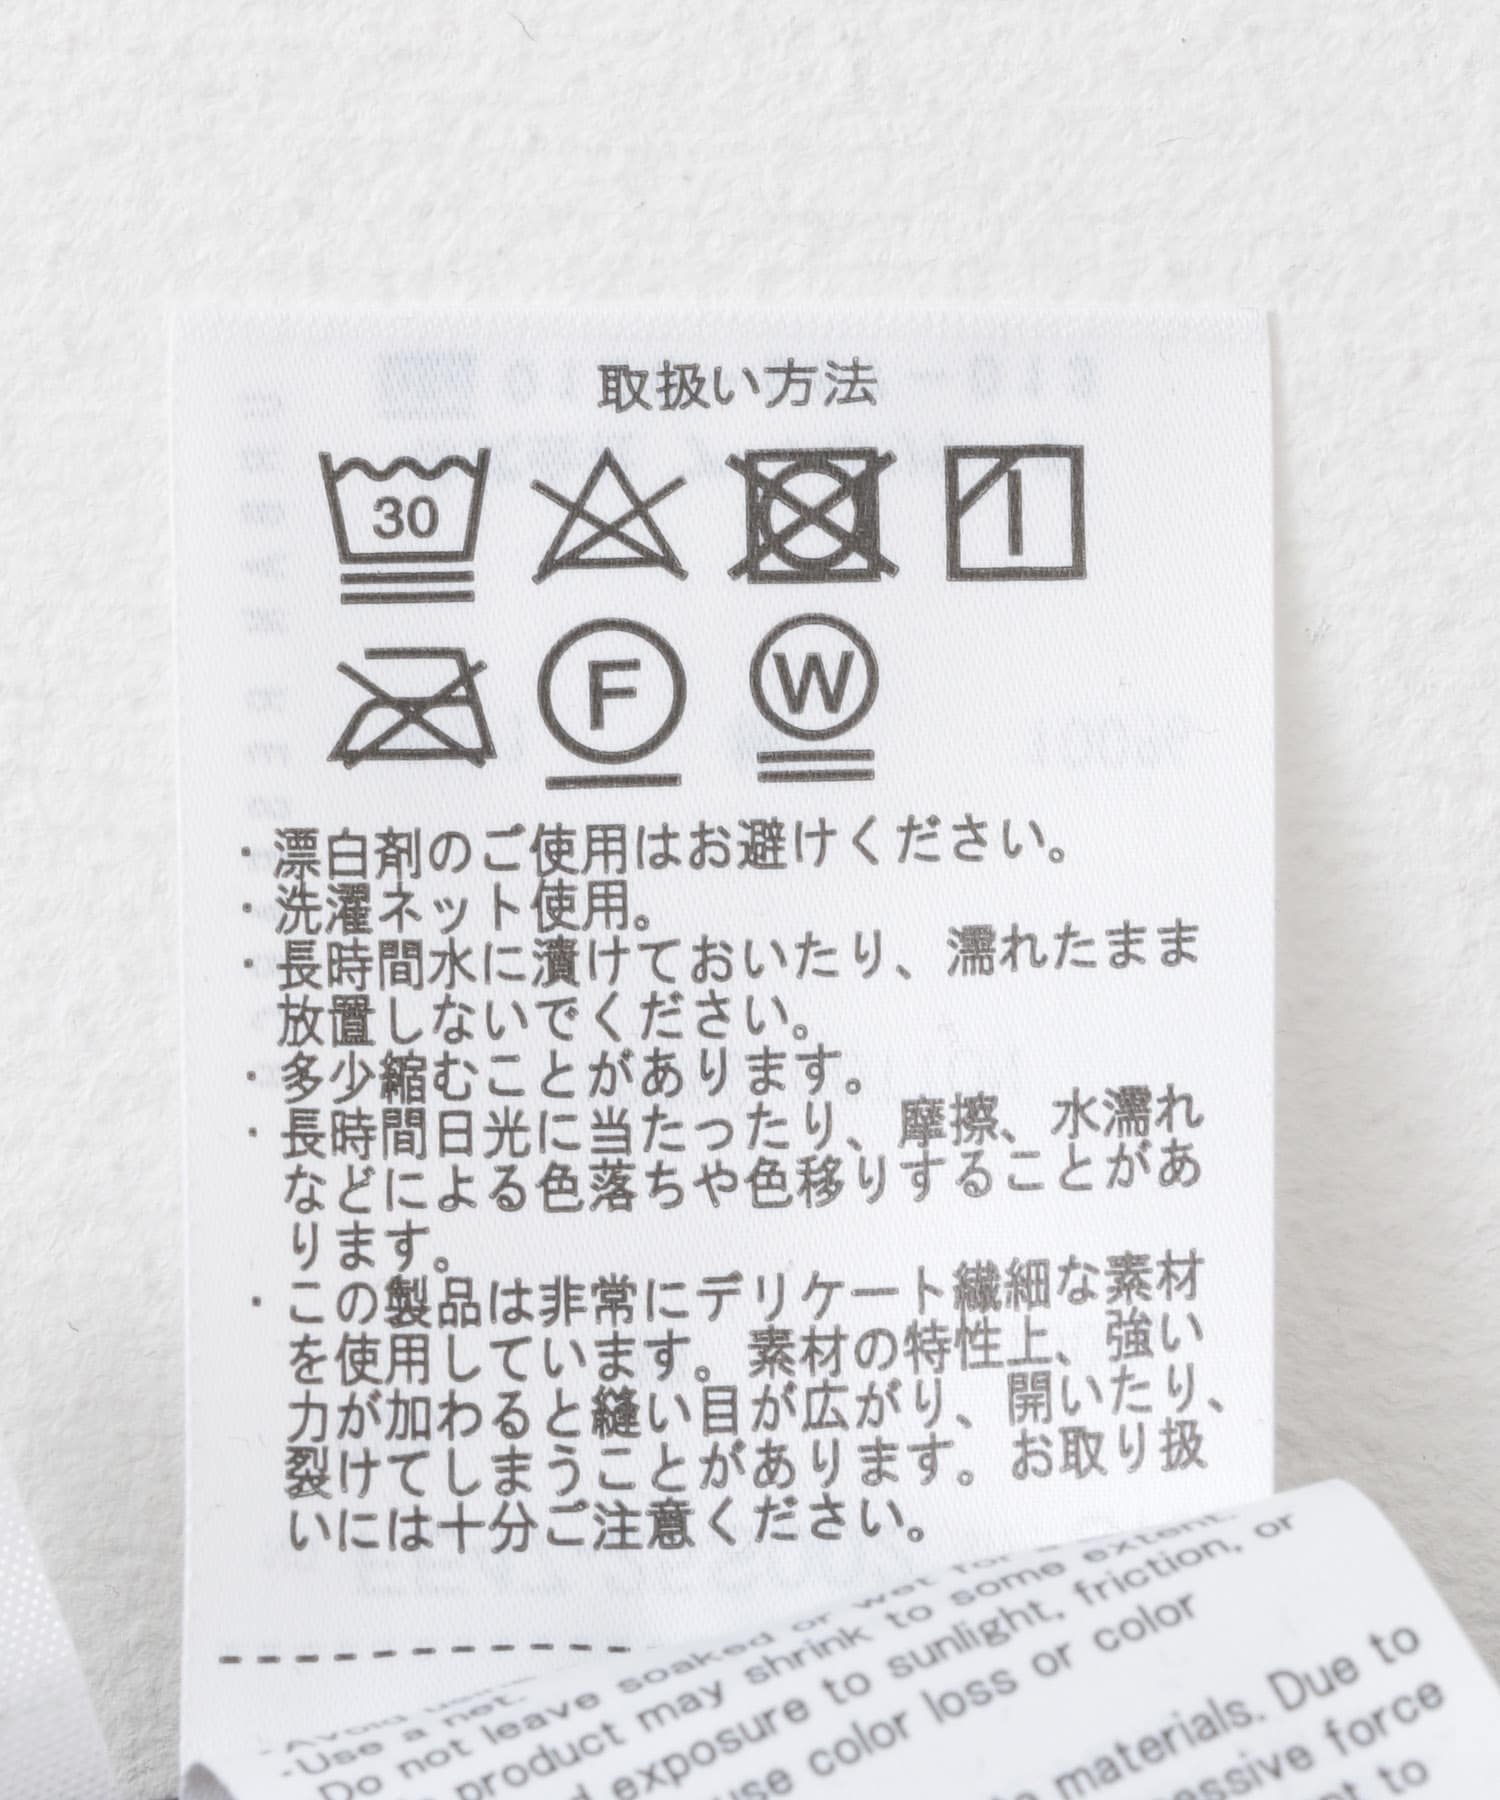 取扱い方法
30
F
W
・漂白剤のご使用はお避けください。
・洗濯ネット使用。
・長時間水に漬けておいたり、濡れたまま
放置しないでください。
・多少縮むことがあります。
・長時間日光に当たったり、摩擦、水濡れ
などによる色落ちや色移りすることがあ
ります。
・この製品は非常にデリケート繊細な素材
を使用しています。素材の特性上、強い
力が加わると縫い目が広がり、開いたり、
裂けてしまうことがあります。お取り扱
いには十分ご注意ください。
-Use a net.
Do not leave soaked or wet for a
product may shrink to some extent.
exposure to sunlight, friction, or
use color loss or color
materials. Due to
force
to